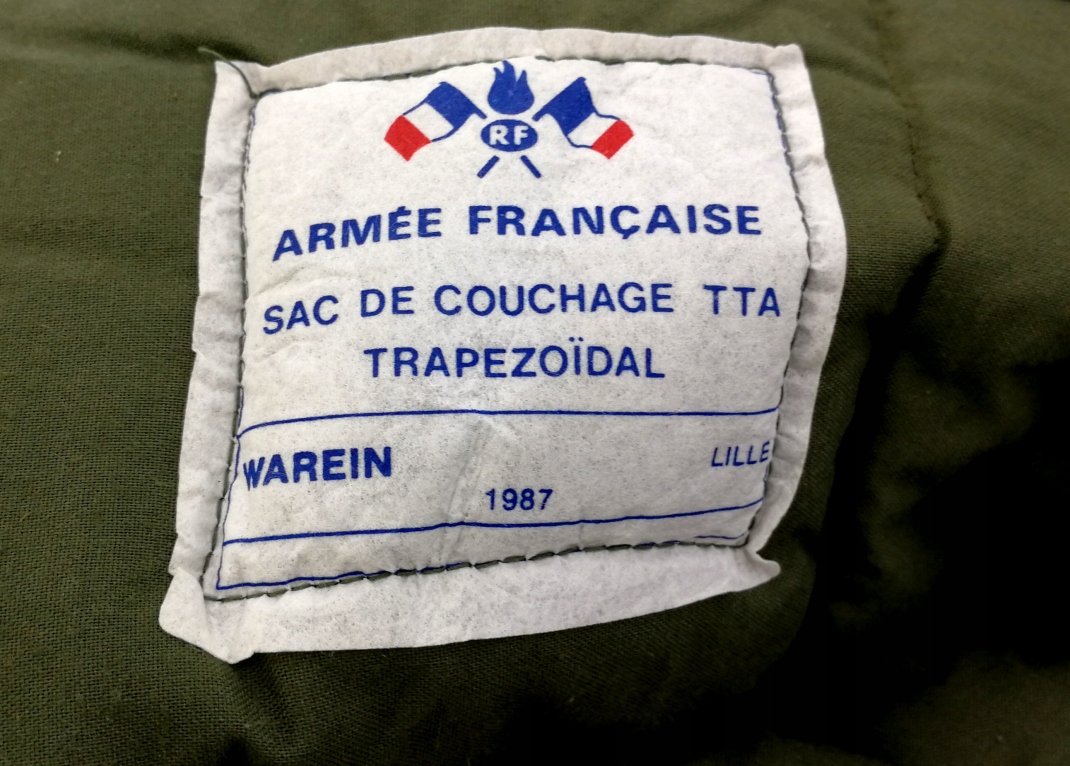 RF
ARMÉE FRANÇAISE
SAC DE COUCHAGE TTA
TRAPEZOÏDAL
WAREIN LILLE
1987